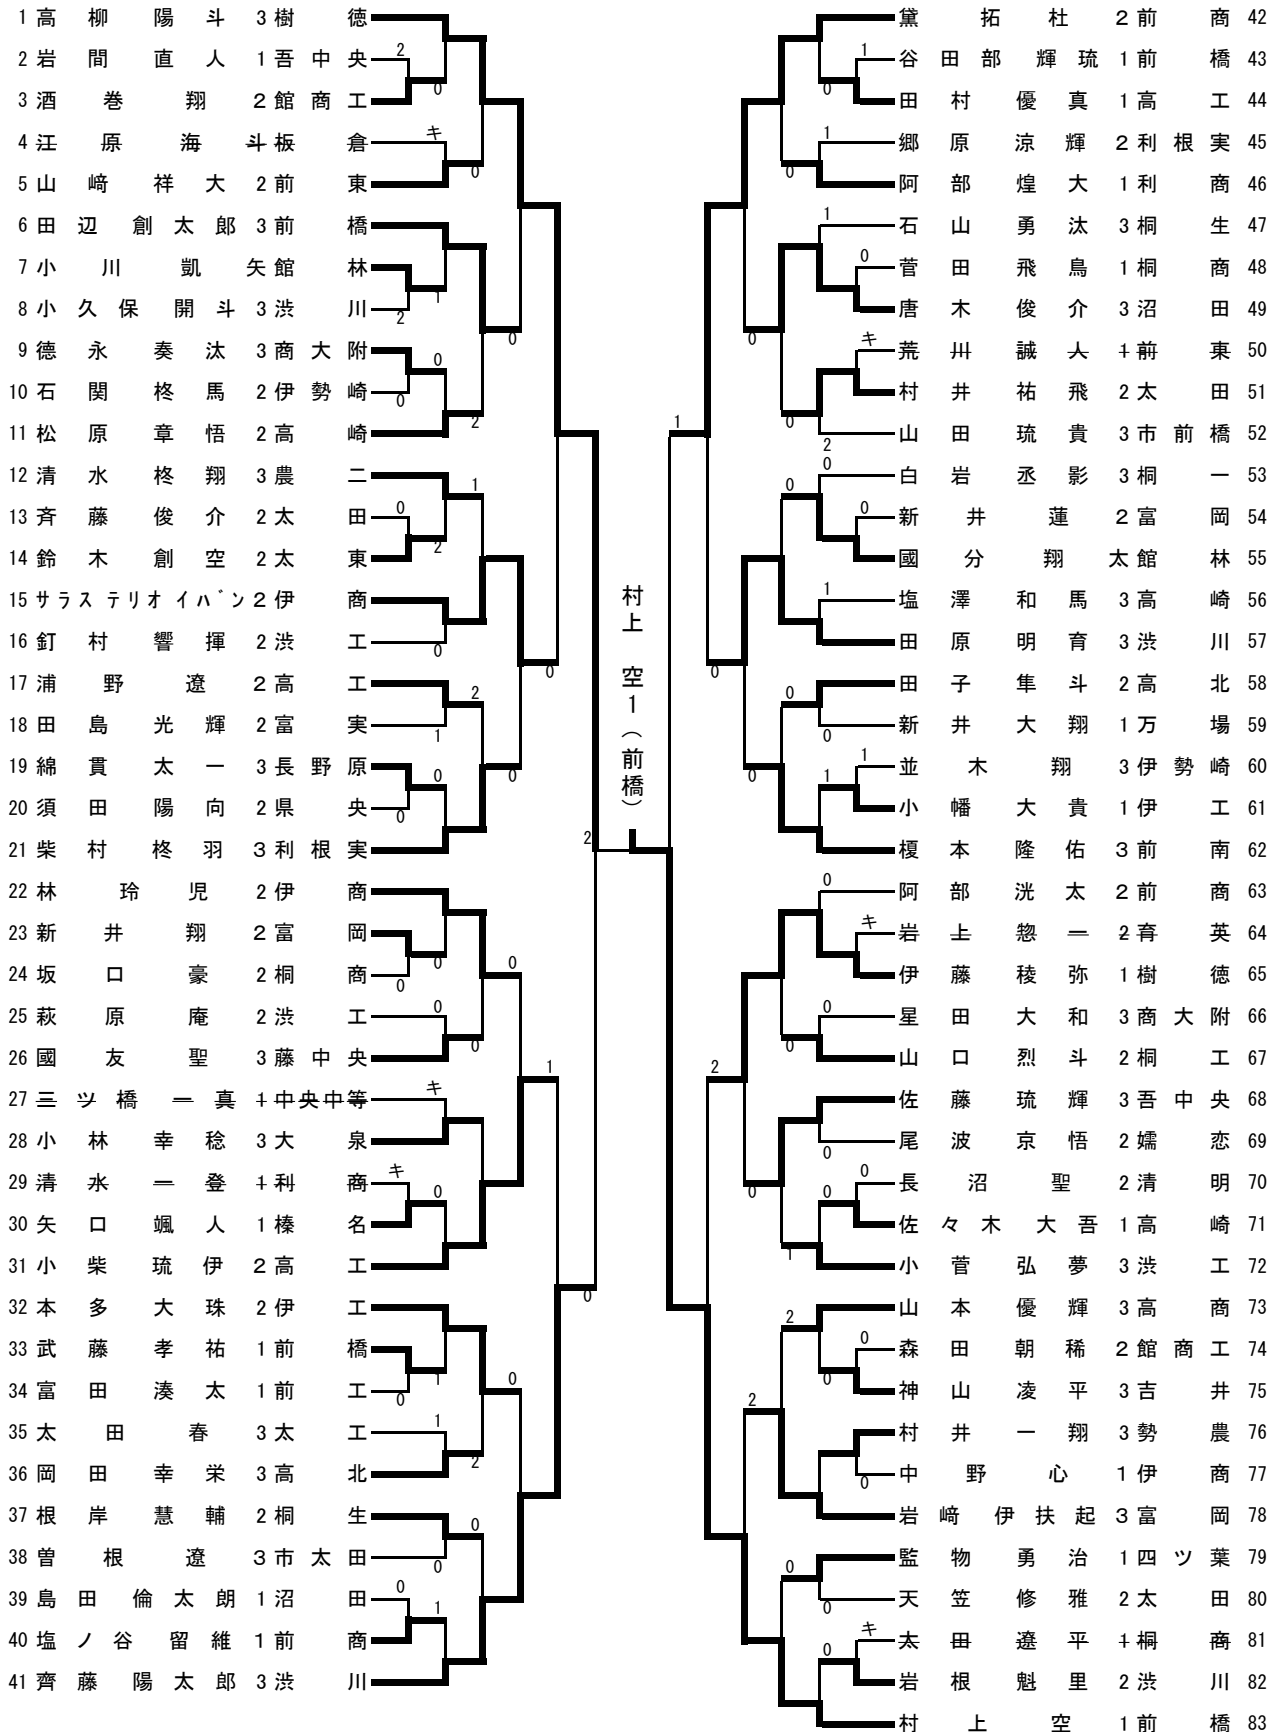 1 高柳 陽斗 3 樹徳
2 岩間 直人 1 吾中央
3 酒巻 翔 2 館商工
4 江原 海斗 板倉
5 山﨑 祥大 2 前東
6 田辺 創太郎 3 前橋
7 小川 凱矢 館林
8 小久保 開斗 3 渋川
9 德永 奏汰 3 商大附
10 石関 柊馬 2 伊勢崎
11 松原 章悟 2 高崎
12 清水 柊翔 3 農二
13 斉藤 俊介 2 太田
14 鈴木 創空 2 太東
15 サラス テリオ イバン 2 伊商
16 釘村 響揮 2 渋工
17 浦野 遼 2 高工
18 田島 光輝 2 富実
19 綿貫 太一 3 長野原
20 須田 陽向 2 県央
21 柴村 柊羽 3 利根実
22 林 玲児 2 伊商
23 新井 翔 2 富岡
24 坂口 豪 2 桐商
25 萩原 庵 2 渋工
26 國友 聖 3 藤中央
27 三ツ橋 一真 1 中央中等
28 小林 幸稔 3 大泉
29 清水 一登 1 利商
30 矢口 颯人 1 榛名
31 小柴 琉伊 2 高工
32 本多 大珠 2 伊工
33 武藤 孝祐 1 前橋
34 富田 湊太 1 前工
35 太田 春 3 太工
36 岡田 幸栄 3 高北
37 根岸 慧輔 2 桐生
38 曽根 遼 3 市太田
39 島田 倫太朗 1 沼田
40 塩ノ谷 留維 1 前商
41 齊藤 陽太郎 3 渋川
村上 空1（前橋）
黛 拓杜 2 前商 42
谷田部 輝琉 1 前橋 43
田村 優真 1 高工 44
郷原 涼輝 2 利根実 45
阿部 煌大 1 利商 46
石山 勇汰 3 桐生 47
菅田 飛鳥 1 桐商 48
唐木 俊介 3 沼田 49
荒川 誠人 1 前東 50
村井 祐飛 2 太田 51
山田 琉貴 3 市前橋 52
白岩 丞影 3 桐一 53
新井 蓮 2 富岡 54
國分 翔太 館林 55
塩澤 和馬 3 高崎 56
田原 明育 3 渋川 57
田子 隼斗 2 高北 58
新井 大翔 1 万場 59
並木 翔 3 伊勢崎 60
小幡 大貴 1 伊工 61
榎本 隆佑 3 前南 62
阿部 洸太 2 前商 63
岩上 惣一 2 育英 64
伊藤 稜弥 1 樹徳 65
星田 大和 3 商大附 66
山口 烈斗 2 桐工 67
佐藤 琉輝 3 吾中央 68
尾波 京悟 2 嬬恋 69
長沼 聖 2 清明 70
佐々木 大吾 1 高崎 71
小菅 弘夢 3 渋工 72
山本 優輝 3 高商 73
森田 朝稀 2 館商工 74
神山 凌平 3 吉井 75
村井 一翔 3 勢農 76
中野 心 1 伊商 77
岩﨑 伊扶起 3 富岡 78
監物 勇治 1 四ツ葉 79
天笠 修雅 2 太田 80
太田 遼平 1 桐商 81
岩根 魁里 2 渋川 82
村上 空 1 前橋 83